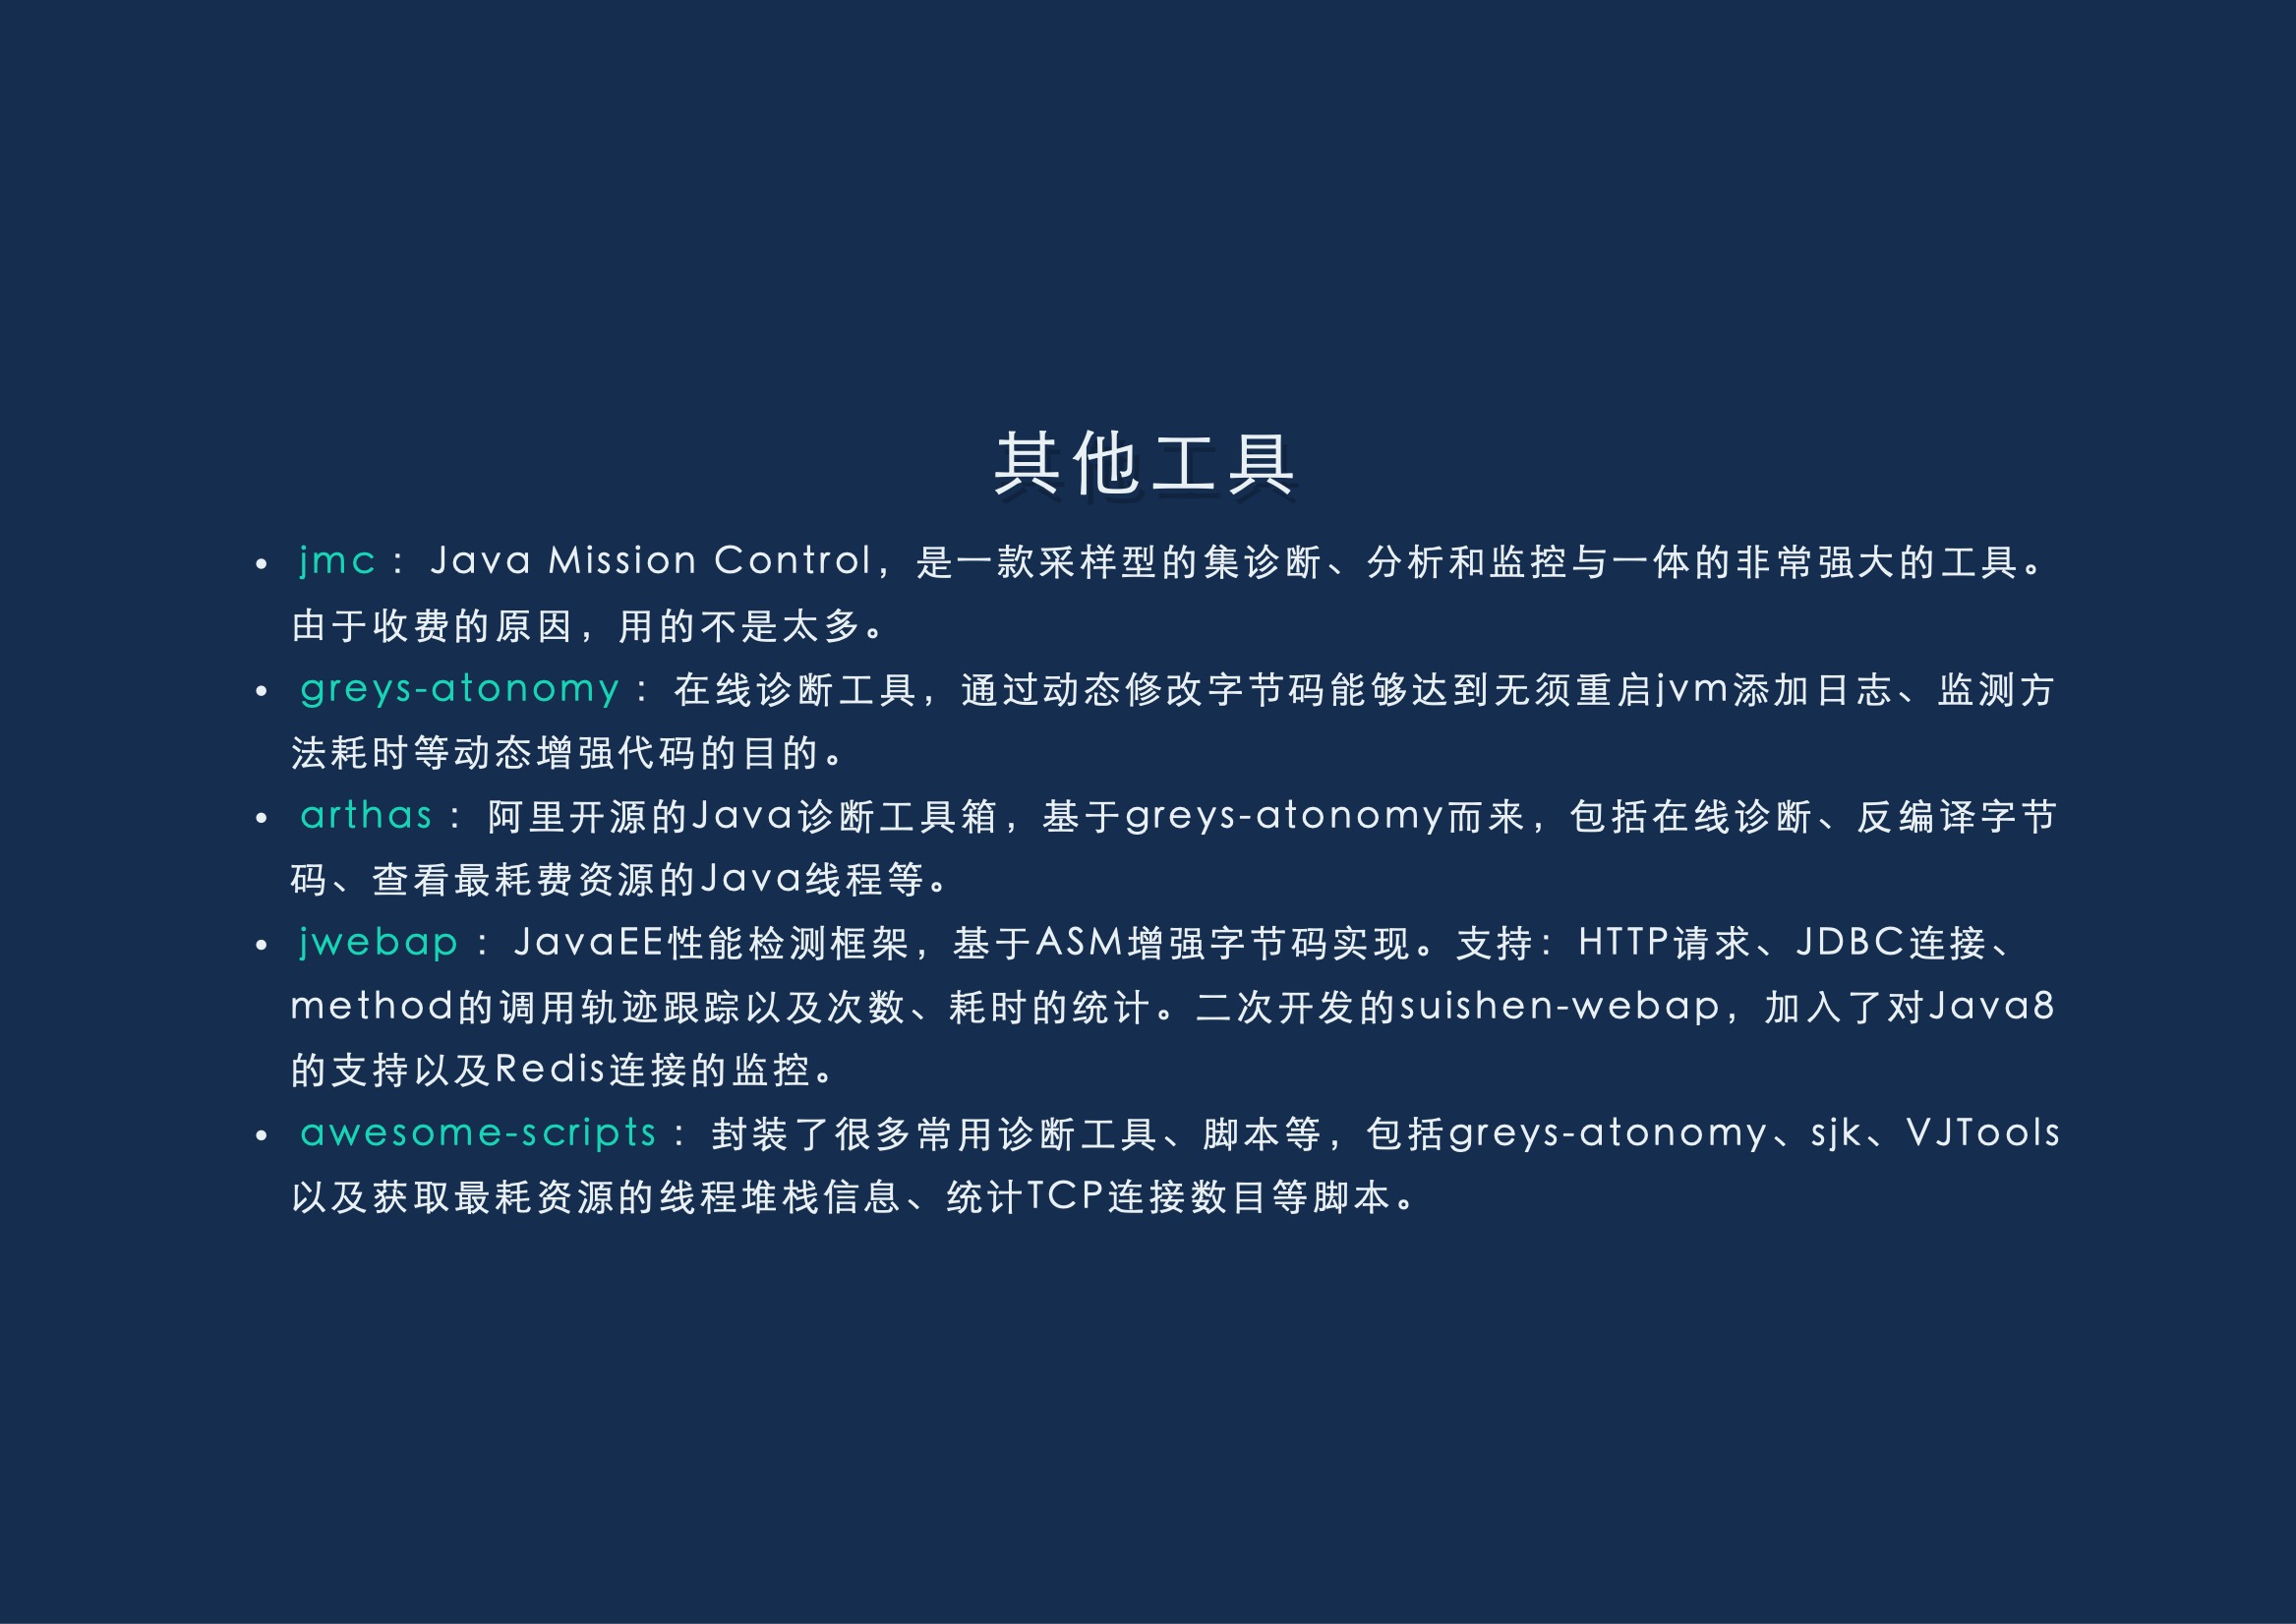 其他工具
• jmc：Java Mission Control，是一款采样型的集诊断、分析和监控与一体的非常强大的工具。
由于收费的原因，用的不是太多。
• greys-atonomy：在线诊断工具，通过动态修改字节码能够达到无须重启jvm添加日志、监测方
法耗时等动态增强代码的目的。
• arthas：阿里开源的Java诊断工具箱，基于greys-atonomy而来，包括在线诊断、反编译字节
码、查看最耗费资源的Java线程等。
• jwebap：JavaEE性能检测框架，基于ASM增强字节码实现。支持：HTTP请求、JDBC连接、
method的调用轨迹跟踪以及次数、耗时的统计。二次开发的suishen-webap，加入了对Java8
的支持以及Redis连接的监控。
• awesome-scripts：封装了很多常用诊断工具、脚本等，包括greys-atonomy、sjk、VJTools
以及获取最耗资源的线程堆栈信息、统计TCP连接数目等脚本。